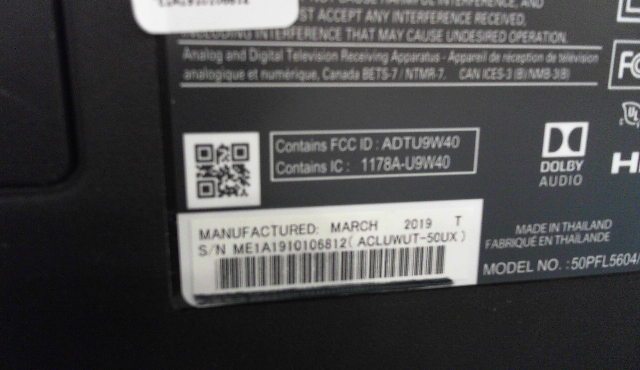 INTERFERENCE, AND
ACCEPT ANY INTERFERENCE RECEIVED,
INCLUDING INTERFERENCE THAT MAY CAUSE UNDESIRED OPERATION.
Analog and Digital Television Receiving Apparatus - Appareil de réception de télévision
analogique et numérique, Canada BETS-7 / NTMR-7. CAN ICES-3 (B)/NMB-3(B)
Contains FCC ID : ADTU9W40
Contains IC : 1178A-U9W40
DOLBY
AUDIO
MANUFACTURED: MARCH 2019 T
S/N ME1A1910106812( ACLUWUT-50UX )
MADE IN THAILAND
FABRIQUÉ EN THAÏLANDE
MODEL NO. :50PFL5604/